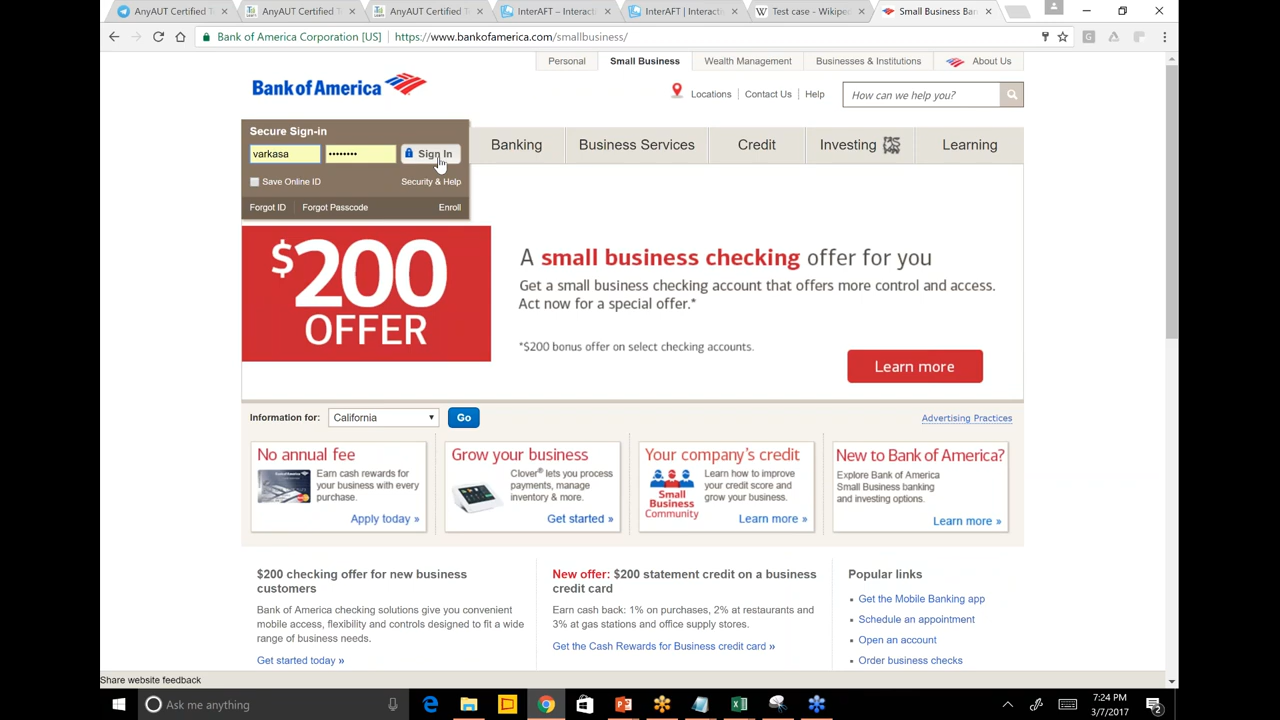 AnyAUT Certified T
AnyAUT Certified T
AnyAUT Certified T
InterAFT – Interacti
InterAFT | Interactiv
Test case - Wikiped
Small Business Ban
Bank of America Corporation [US]
https://www.bankofamerica.com/smallbusiness/
Personal
Small Business
Wealth Management
Businesses & Institutions
About Us
Bank of America
Locations
Contact Us
Help
How can we help you?
Secure Sign-in
varkasa
••••••••
Sign In
Save Online ID
Security & Help
Forgot ID
Forgot Passcode
Enroll
Banking
Business Services
Credit
Investing
Learning
$200
OFFER
A small business checking offer for you
Get a small business checking account that offers more control and access.
Act now for a special offer.*
*$200 bonus offer on select checking accounts.
Learn more
Information for:
California
Go
Advertising Practices
No annual fee
Earn cash rewards for
your business with every
purchase.
Apply today »
Grow your business
Clover® lets you process
payments, manage
inventory & more.
Get started »
Your company's credit
Small
Business
Community
Learn how to improve
your credit score and
grow your business.
Learn more »
New to Bank of America?
Explore Bank of America
Small Business banking
and investing options.
Learn more »
$200 checking offer for new business
customers
Bank of America checking solutions give you convenient
mobile access, flexibility and controls designed to fit a wide
range of business needs.
Get started today »
New offer: $200 statement credit on a business
credit card
Earn cash back: 1% on purchases, 2% at restaurants and
3% at gas stations and office supply stores.
Get the Cash Rewards for Business credit card »
Popular links
Get the Mobile Banking app
Schedule an appointment
Open an account
Order business checks
Share website feedback
Ask me anything
7:24 PM
3/7/2017
2